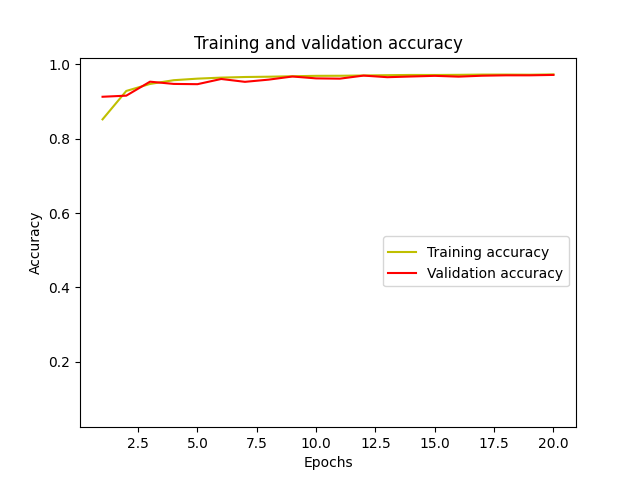 Training and validation accuracy
1.0
0.8
0.6
0.4
0.2
Accuracy
Training accuracy
Validation accuracy
2.5 5.0 7.5 10.0 12.5 15.0 17.5 20.0
Epochs